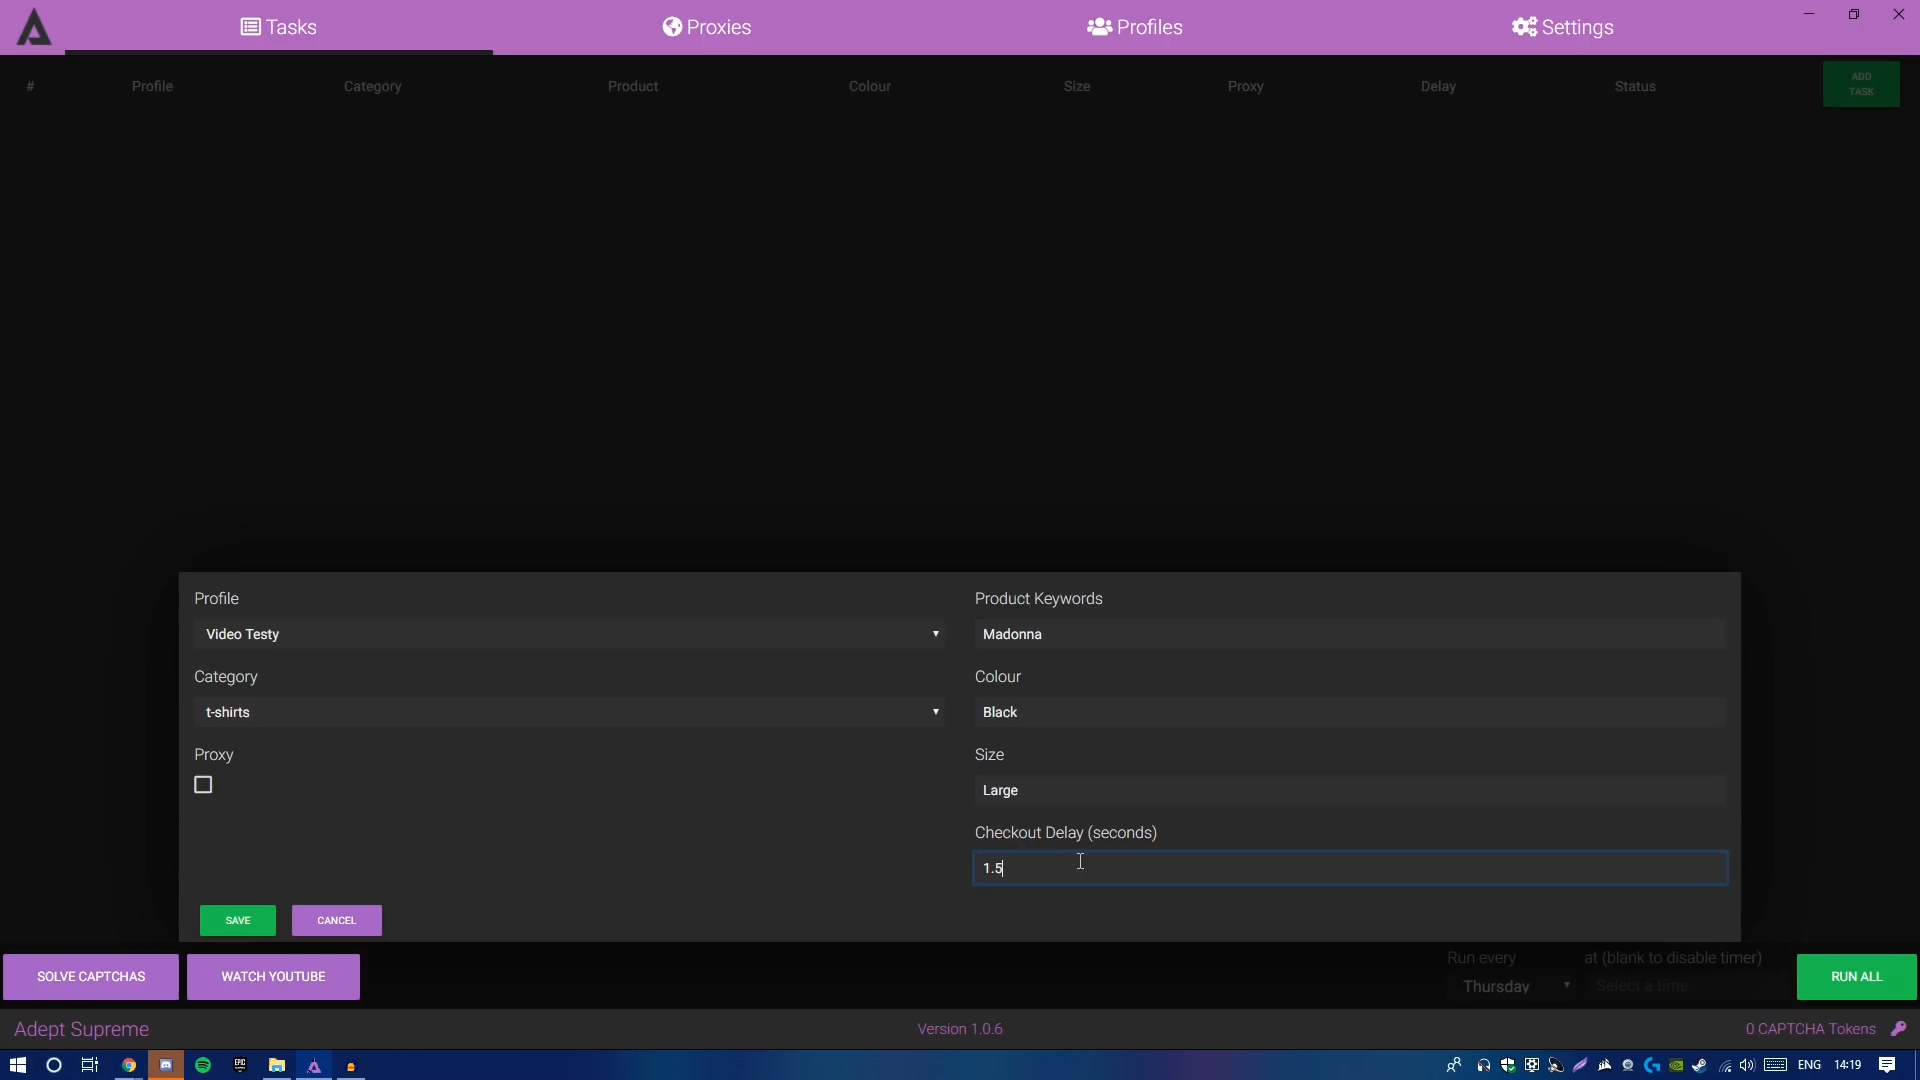 Tasks
Proxies
Profiles
Settings
# Profile Category Product Colour Size Proxy Delay Status
ADD
TASK
Profile
Video Testy
Category
t-shirts
Proxy
Product Keywords
Madonna
Colour
Black
Size
Large
Checkout Delay (seconds)
1.5
SAVE
CANCEL
SOLVE CAPTCHAS
WATCH YOUTUBE
Run every
Thursday
at (blank to disable timer)
Select a time
RUN ALL
Adept Supreme
Version 1.0.6
0 CAPTCHA Tokens
EPIC
ENG
14:19